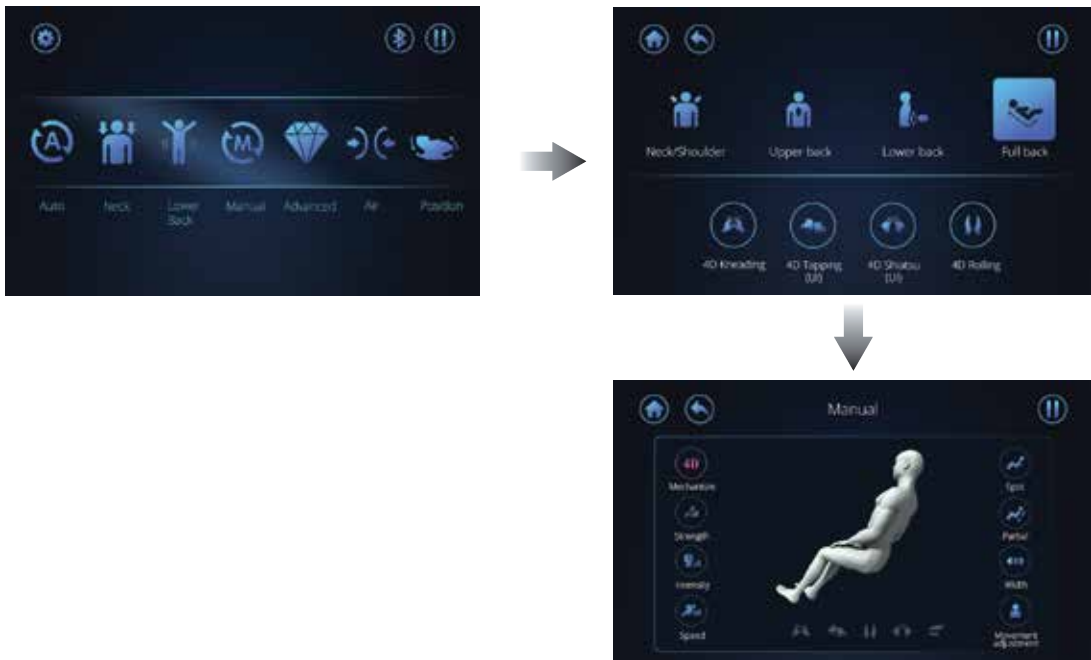 Auto Neck Lower Back Manual Advanced Air Position
Neck/Shoulder Upper back Lower back Full back
4D Kneading 4D Tapping (UI) 4D Shiatsu (UI) 4D Rolling
Manual
4D
Mechanism
Strength
Intensity
Speed
Spot
Partial
Width
Movement adjustment